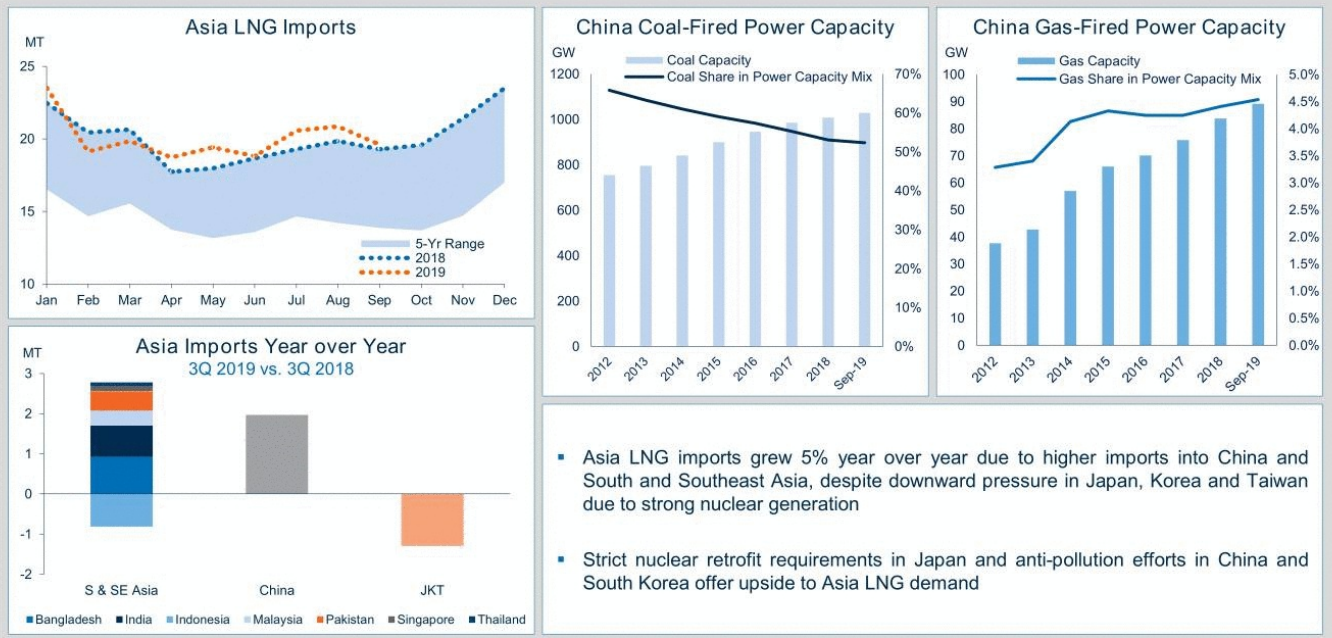 Asia LNG Imports
MT
25
20
15
10
5-Yr Range
2018
2019
Jan Feb Mar Apr May Jun Jul Aug Sep Oct Nov Dec
China Coal-Fired Power Capacity
GW
Coal Capacity
Coal Share in Power Capacity Mix
1200
1000
800
600
400
200
0
70%
60%
50%
40%
30%
20%
10%
0%
2012 2013 2014 2015 2016 2017 2018 Sep-19
China Gas-Fired Power Capacity
GW
Gas Capacity
Gas Share in Power Capacity Mix
100
90
80
70
60
50
40
30
20
10
0
5.0%
4.5%
4.0%
3.5%
3.0%
2.5%
2.0%
1.5%
1.0%
0.5%
0.0%
2012 2013 2014 2015 2016 2017 2018 Sep-19
Asia Imports Year over Year
3Q 2019 vs. 3Q 2018
MT
3
2
1
0
-1
-2
S & SE Asia China JKT
Bangladesh India Indonesia Malaysia Pakistan Singapore Thailand
Asia LNG imports grew 5% year over year due to higher imports into China and
South and Southeast Asia, despite downward pressure in Japan, Korea and Taiwan
due to strong nuclear generation
Strict nuclear retrofit requirements in Japan and anti-pollution efforts in China and
South Korea offer upside to Asia LNG demand